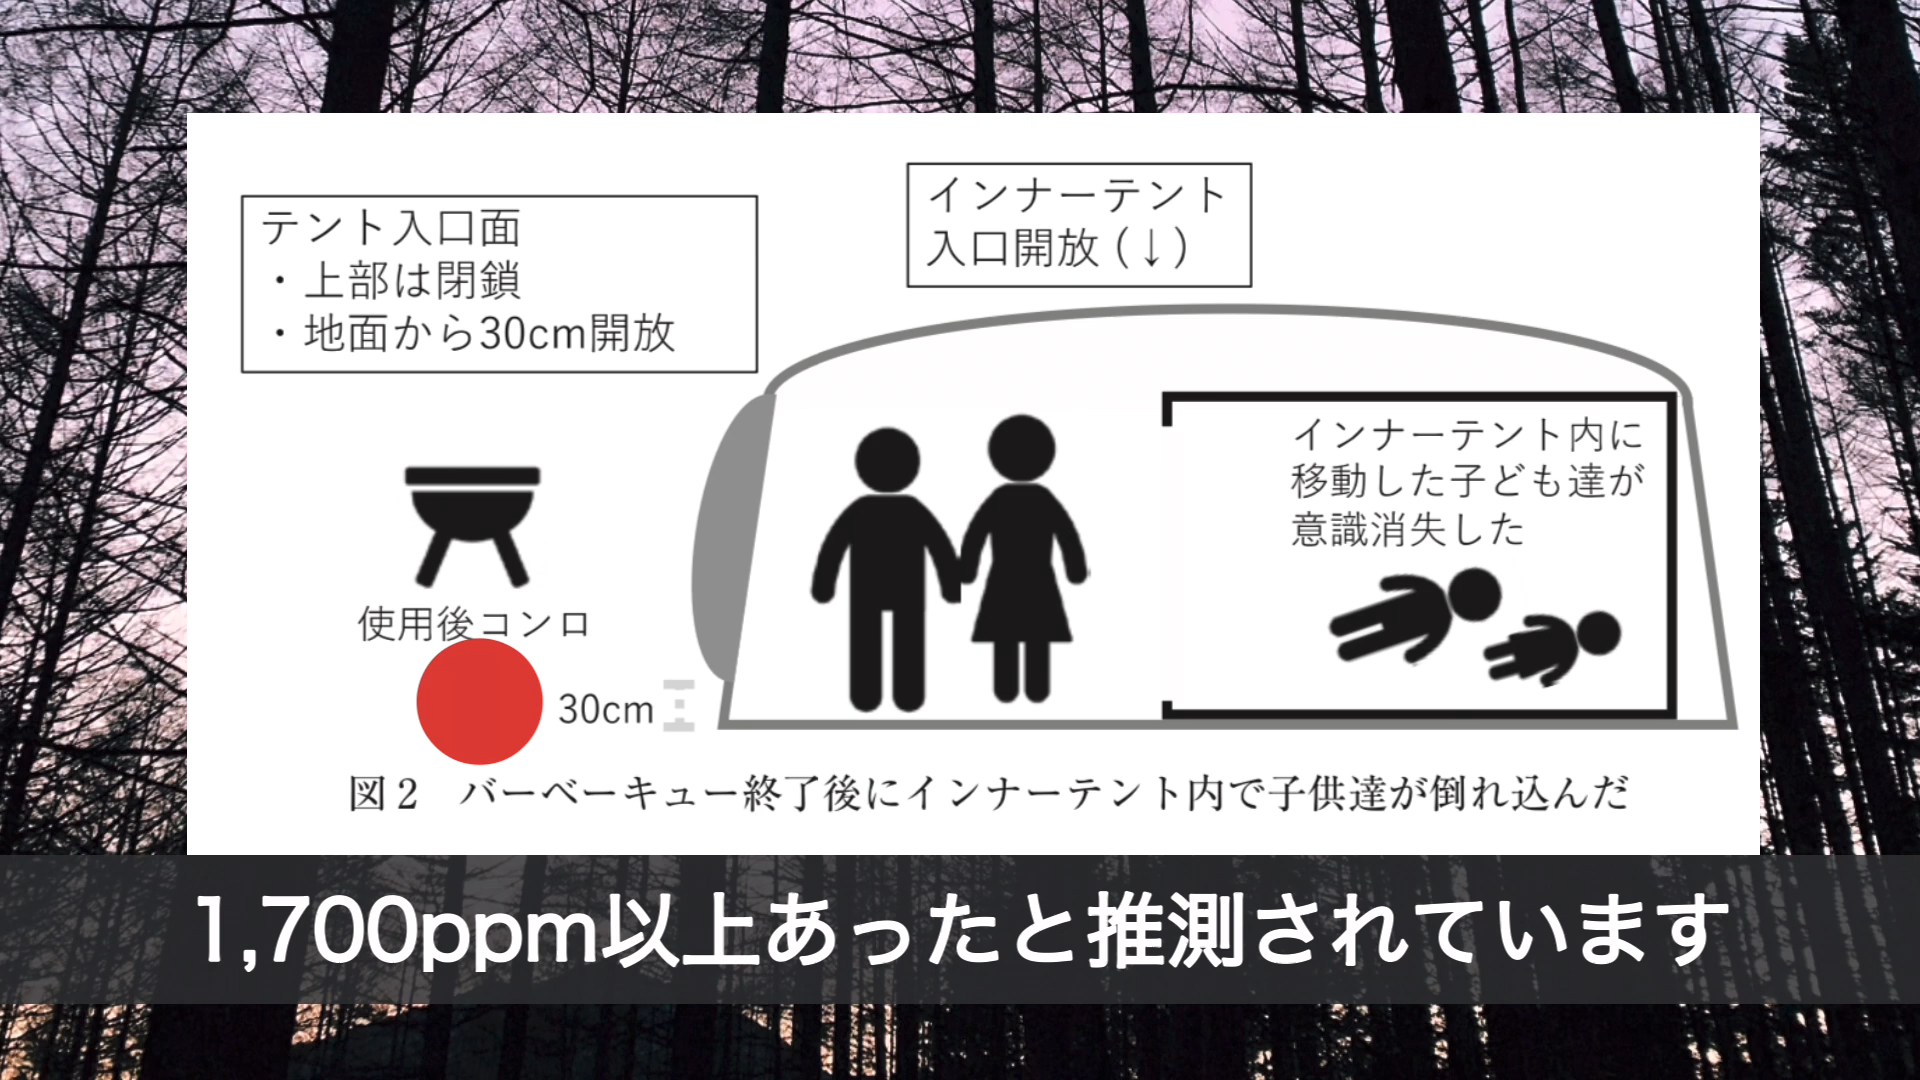 テント入口面
・上部は閉鎖
・地面から30cm開放
インナーテント
入口開放(↓)
インナーテント内に
移動した子ども達が
意識消失した
使用後コンロ
30cm
図2　バーベーキュー終了後にインナーテント内で子供達が倒れ込んだ
1,700ppm以上あったと推測されています